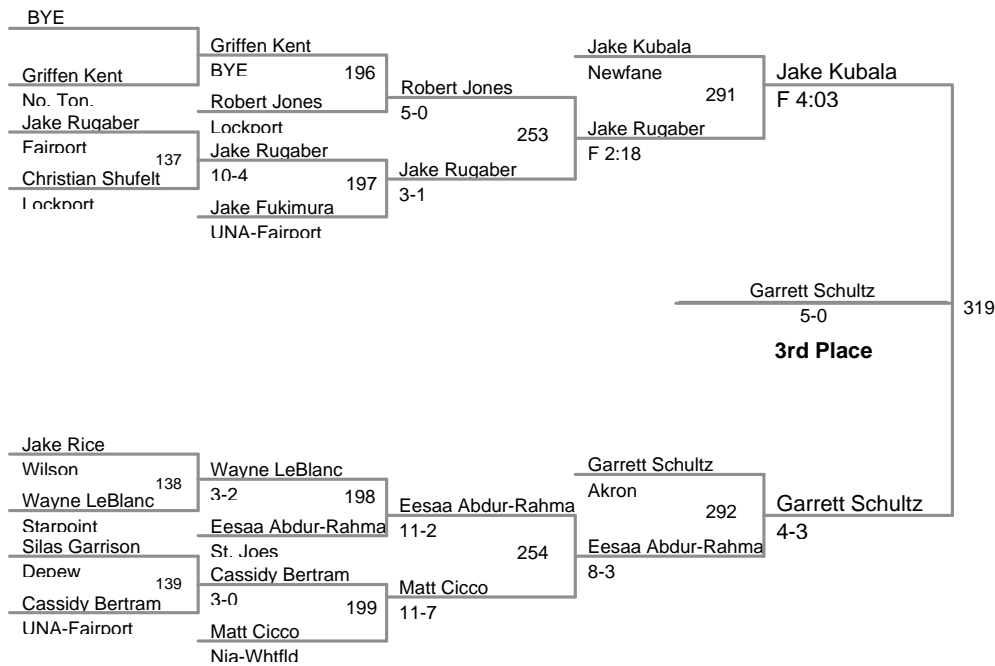 BYE
Griffen Kent
No. Ton.
Jake Rugaber
Fairport
137
Christian Shufelt
Lockport
Griffen Kent
BYE
196
Robert Jones
Lockport
Jake Rugaber
10-4
197
Jake Fukimura
UNA-Fairport
Robert Jones
5-0
253
Jake Rugaber
3-1
Jake Kubala
Newfane
291
Jake Rugaber
F 2:18
Jake Kubala
F 4:03
Garrett Schultz
5-0
3rd Place
319
Jake Rice
Wilson
138
Wayne LeBlanc
Starpoint
Silas Garrison
Depew
139
Cassidy Bertram
UNA-Fairport
Wayne LeBlanc
3-2
198
Eesaa Abdur-Rahma
St. Joes
Cassidy Bertram
3-0
199
Matt Cicco
Nia-Whtfld
Eesaa Abdur-Rahma
11-2
254
Matt Cicco
11-7
Garrett Schultz
Akron
292
Eesaa Abdur-Rahma
8-3
Garrett Schultz
4-3